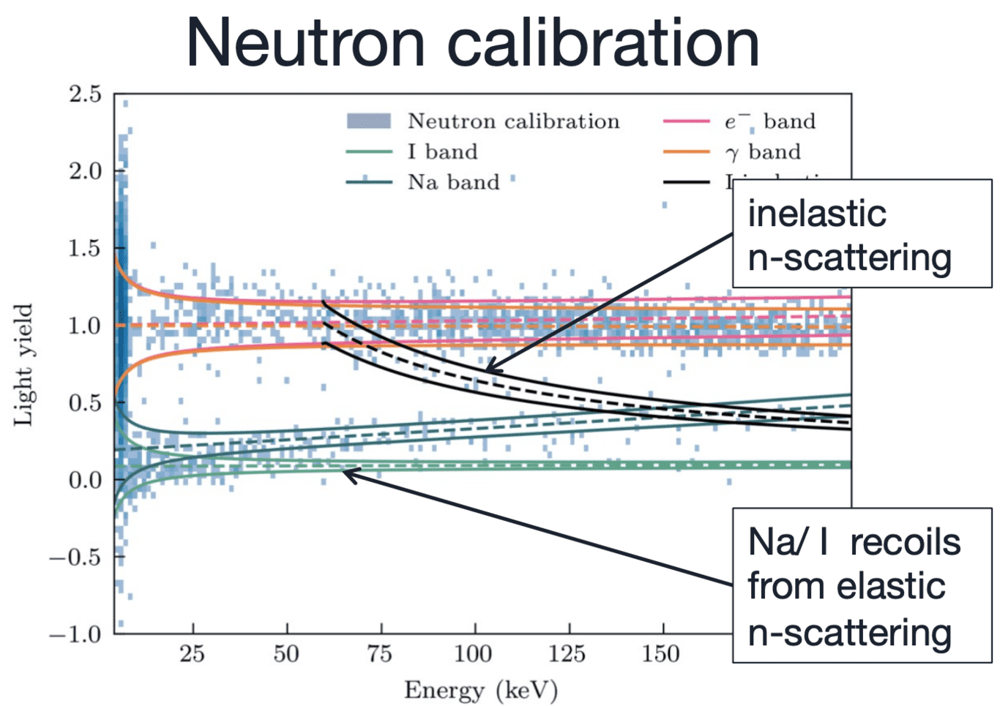 Neutron calibration
2.5
2.0
1.5
1.0
0.5
0.0
−0.5
−1.0
Light yield
Neutron calibration
I band
Na band
e⁻ band
γ band
I
inelastic
n-scattering
Na/ I recoils
from elastic
n-scattering
25 50 75 100 125 150
Energy (keV)